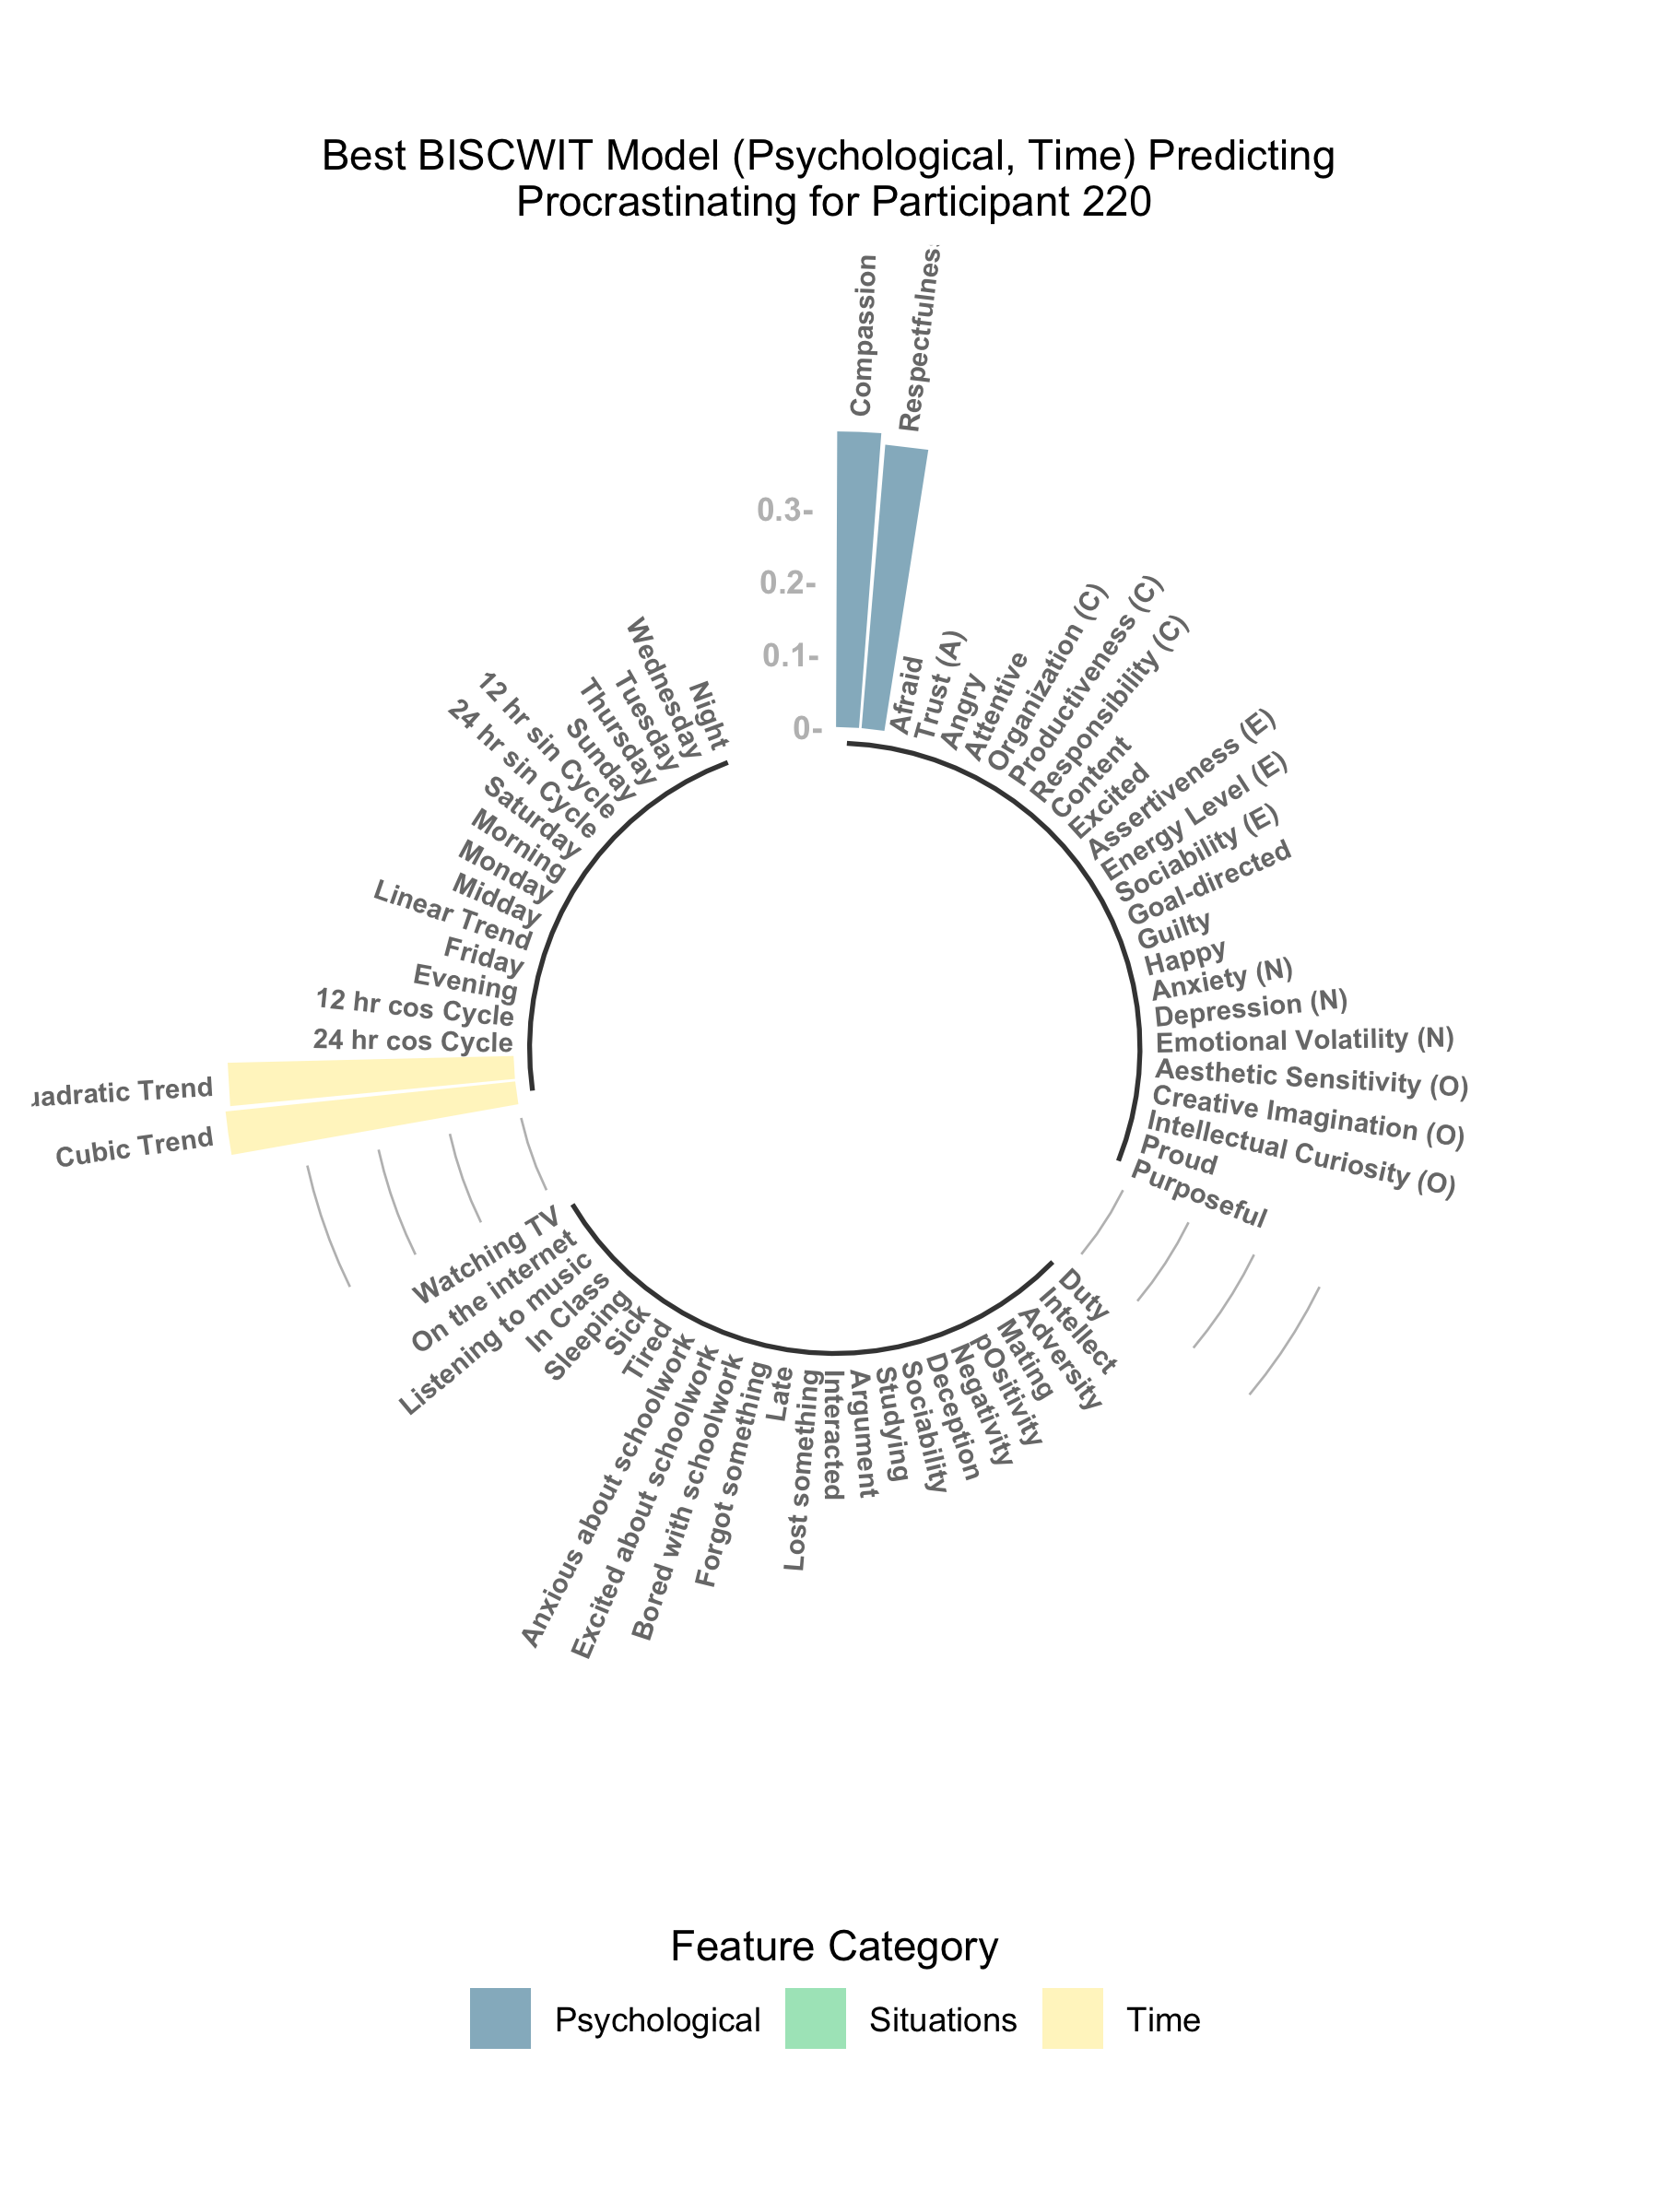 Best BISCWIT Model (Psychological, Time) Predicting
Procrastinating for Participant 220
Compassion
Respectfulnes
0.3-
0.2-
0.1-
0-
Afraid
Trust (A)
Angry
Attentive
Organization (C)
Productiveness (C)
Responsibility (C)
Content
Excited
Assertiveness (E)
Energy Level (E)
Sociability (E)
Goal-directed
Guilty
Happy
Anxiety (N)
Depression (N)
Emotional Volatility (N)
Aesthetic Sensitivity (O)
Creative Imagination (O)
Intellectual Curiosity (O)
Proud
Purposeful
Duty
Intellect
Adversity
Mating
pOsitivity
Negativity
Deception
Sociability
Studying
Argument
Interacted
Lost something
Late
Forgot something
Bored with schoolwork
Excited about schoolwork
Anxious about schoolwork
Tired
Sick
Sleeping
In Class
Listening to music
On the internet
Watching TV
Cubic Trend
uadratic Trend
24 hr cos Cycle
12 hr cos Cycle
Evening
Friday
Linear Trend
Midday
Monday
Morning
Saturday
24 hr sin Cycle
12 hr sin Cycle
Sunday
Thursday
Tuesday
Wednesday
Night
Feature Category
Psychological
Situations
Time